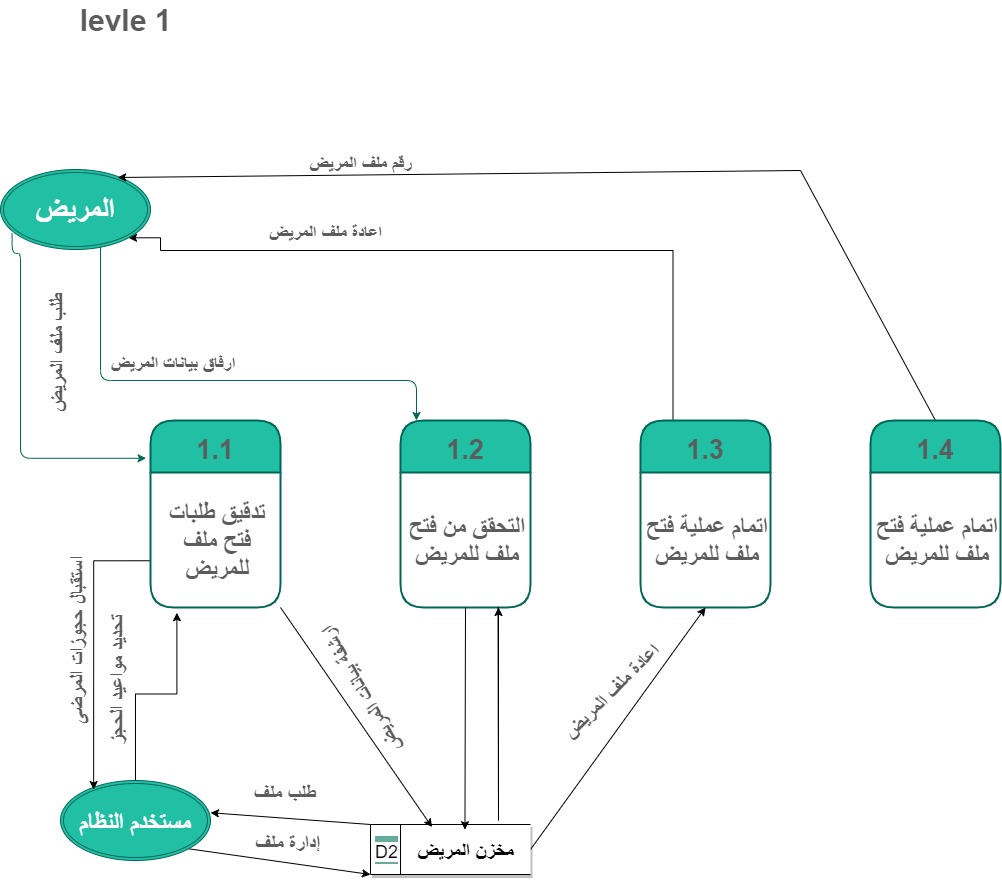 levle 1
رقم ملف المريض
المريض
اعادة ملف المريض
طلب ملف المريض
ارفاق بيانات المريض
1.1
1.2
1.3
1.4
تدقيق طلبات
فتح ملف
للمريض
التحقق من فتح
ملف للمريض
اتمام عملية فتح
ملف للمريض
اتمام عملية فتح
ملف للمريض
استقبال حجوزات المرضى
تحديد مواعيد الحجز
ارشفة بيانات المريض
اعادة ملف المريض
طلب ملف
مستخدم النظام
إدارة ملف
D2
مخزن المريض